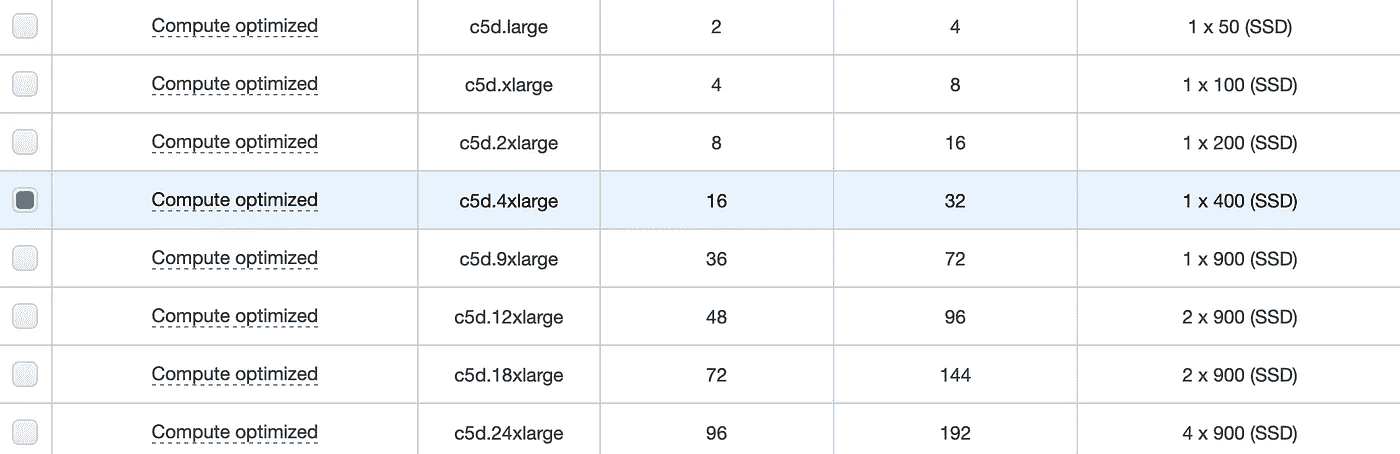 Compute optimized c5d.large 2 4 1 x 50 (SSD)
Compute optimized c5d.xlarge 4 8 1 x 100 (SSD)
Compute optimized c5d.2xlarge 8 16 1 x 200 (SSD)
Compute optimized c5d.4xlarge 16 32 1 x 400 (SSD)
Compute optimized c5d.9xlarge 36 72 1 x 900 (SSD)
Compute optimized c5d.12xlarge 48 96 2 x 900 (SSD)
Compute optimized c5d.18xlarge 72 144 2 x 900 (SSD)
Compute optimized c5d.24xlarge 96 192 4 x 900 (SSD)